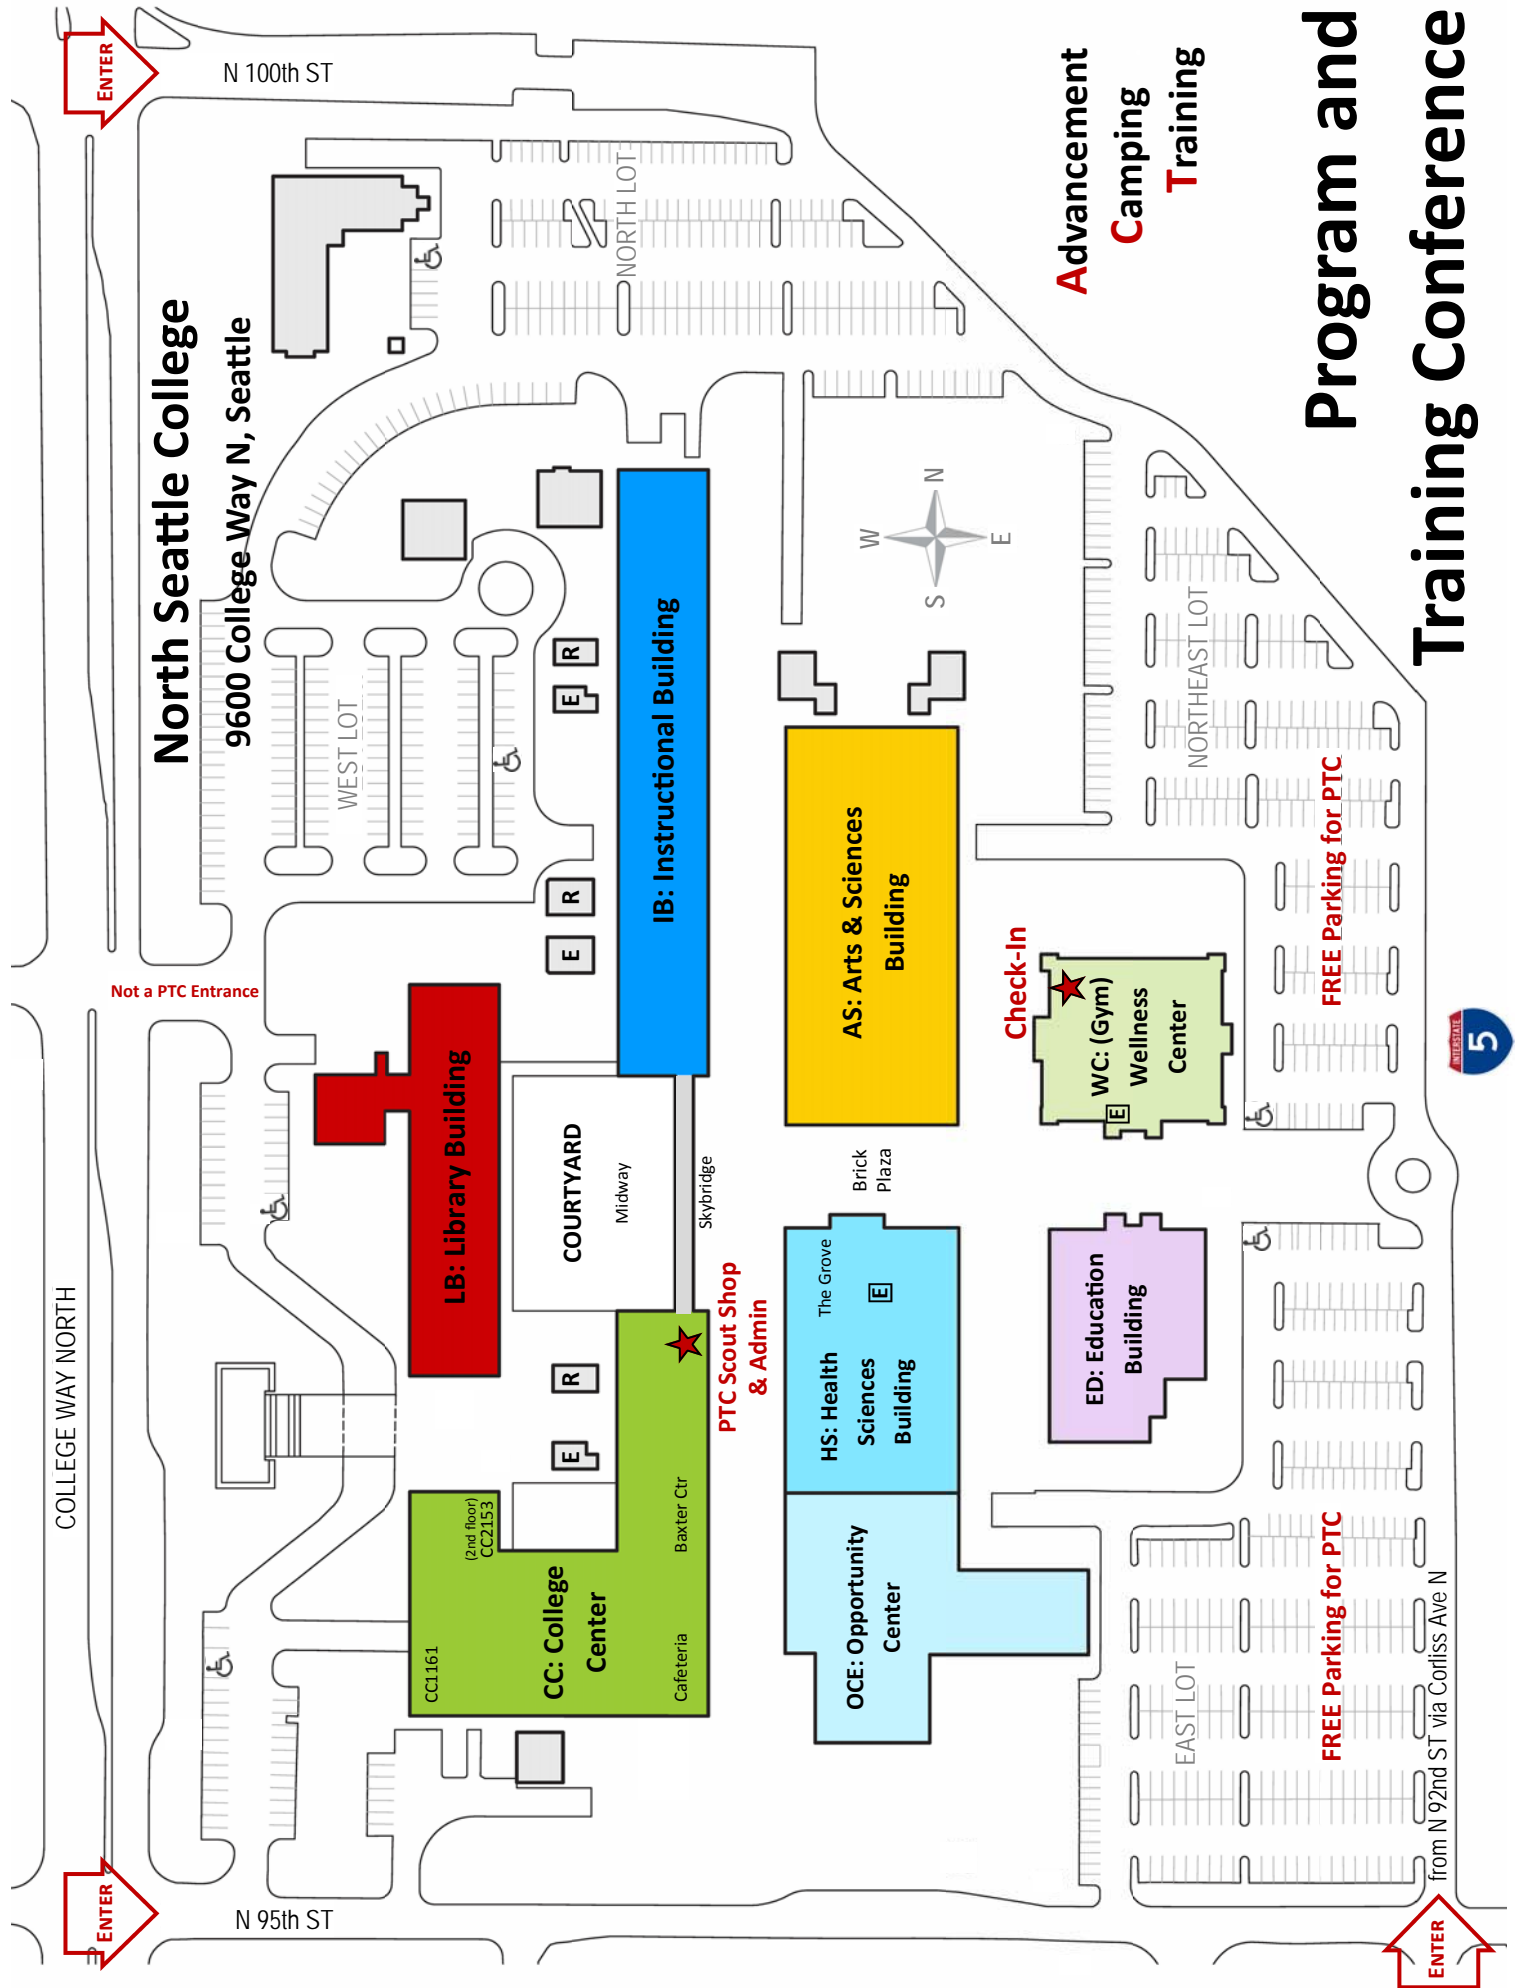 North Seattle College
9600 College Way N, Seattle
Program and
Training Conference
Advancement
Camping
Training
COLLEGE WAY NORTH
ENTER
N 100th ST
ENTER
N 95th ST
ENTER
from N 92nd ST via Corliss Ave N
Not a PTC Entrance
NORTH LOT
WEST LOT
NORTHEAST LOT
EAST LOT
FREE Parking for PTC
FREE Parking for PTC
INTERSTATE
5
W
N
S
E
R
E
R
E
R
E
IB: Instructional Building
LB: Library Building
COURTYARD
Midway
Skybridge
PTC Scout Shop
& Admin
CC: College
Center
CC1161
(2nd floor)
CC2153
Baxter Ctr
Cafeteria
AS: Arts & Sciences
Building
Brick
Plaza
The Grove
HS: Health
Sciences
Building
E
OCE: Opportunity
Center
Check-In
WC: (Gym)
Wellness
Center
E
ED: Education
Building